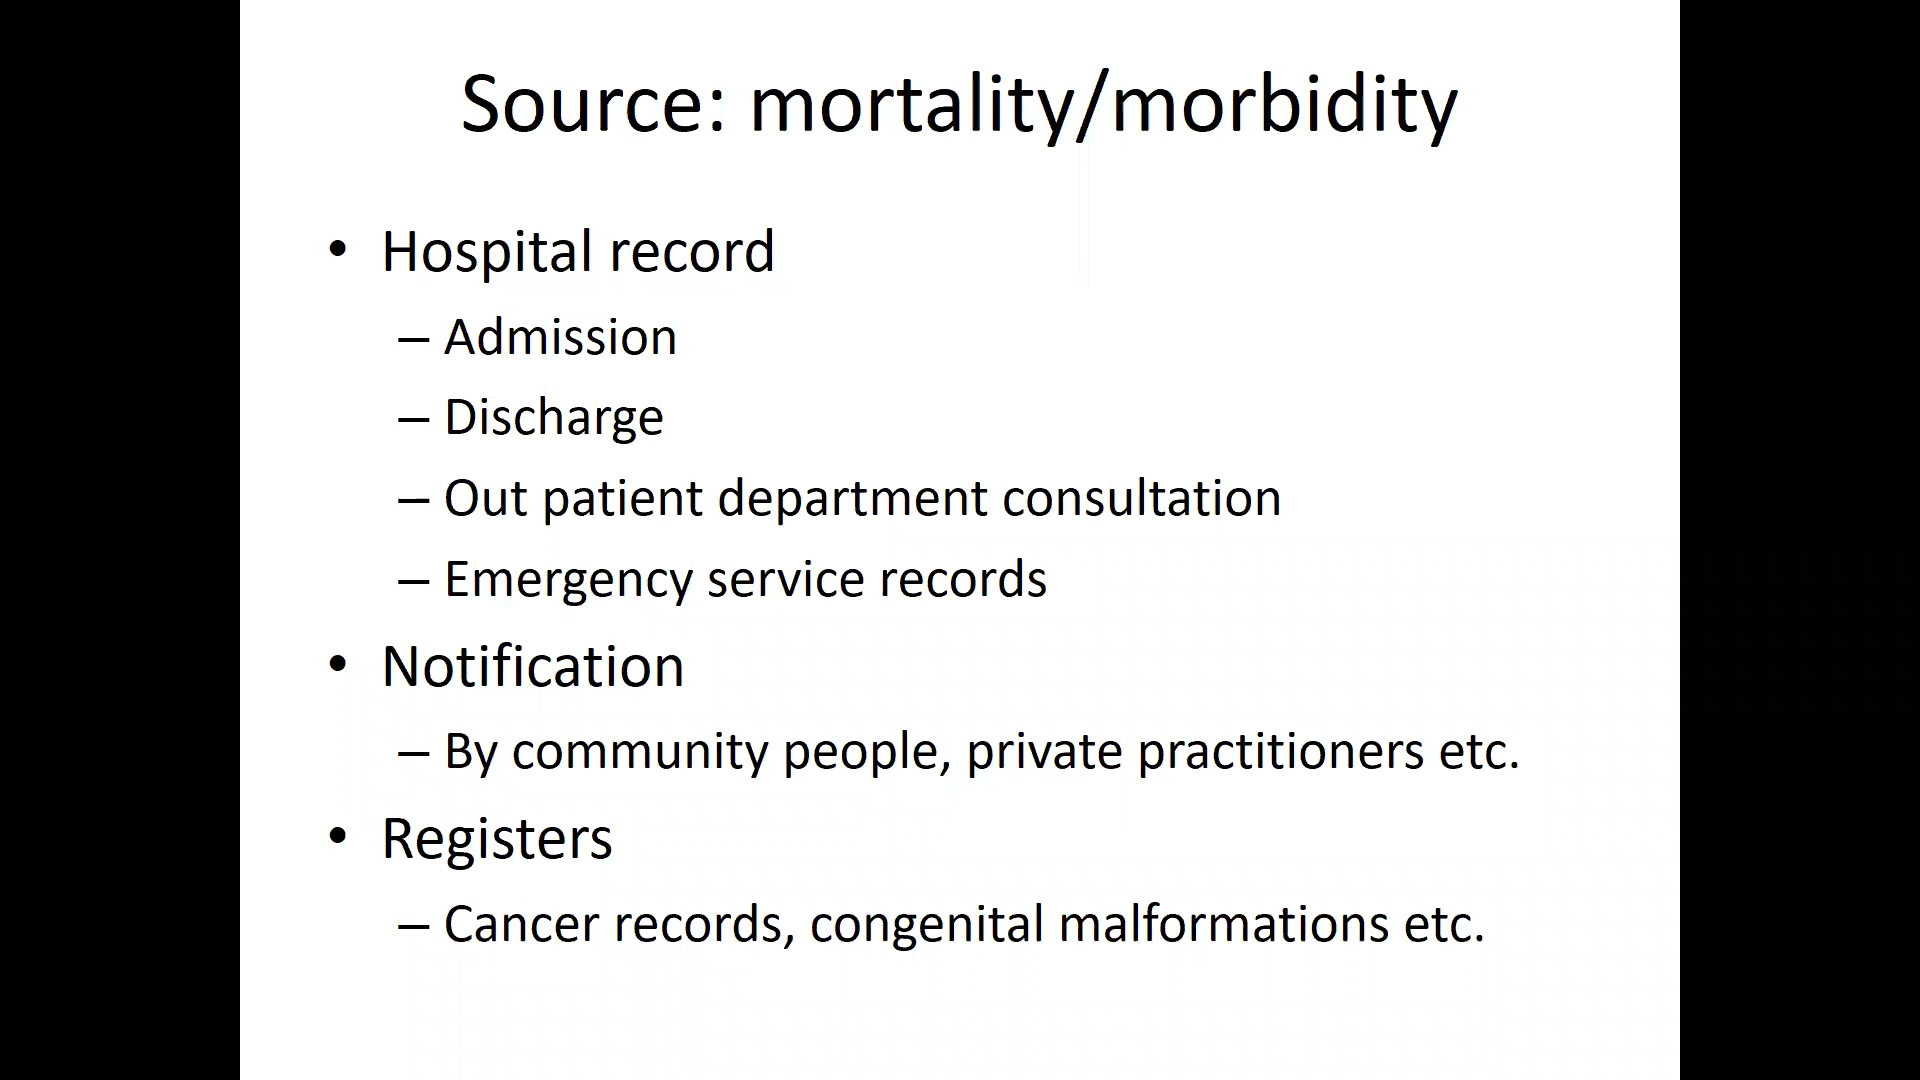 Source: mortality/morbidity
• Hospital record
– Admission
– Discharge
– Out patient department consultation
– Emergency service records
• Notification
– By community people, private practitioners etc.
• Registers
– Cancer records, congenital malformations etc.